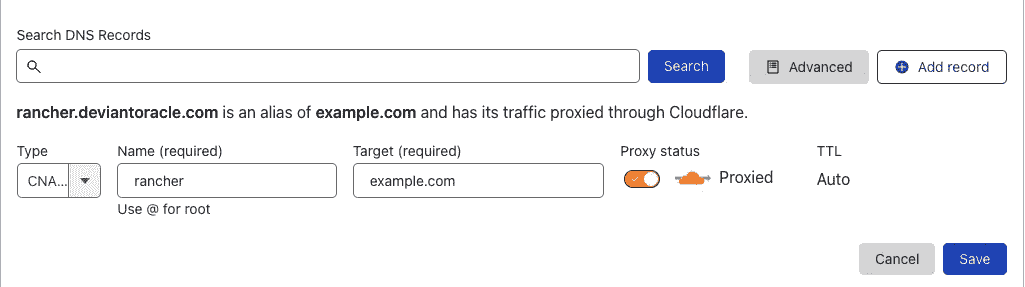 Search DNS Records
Search
Advanced
Add record
rancher.deviantoracle.com is an alias of example.com and has its traffic proxied through Cloudflare.
Type Name (required) Target (required) Proxy status TTL
CNA... rancher example.com Proxied Auto
Use @ for root
Cancel Save